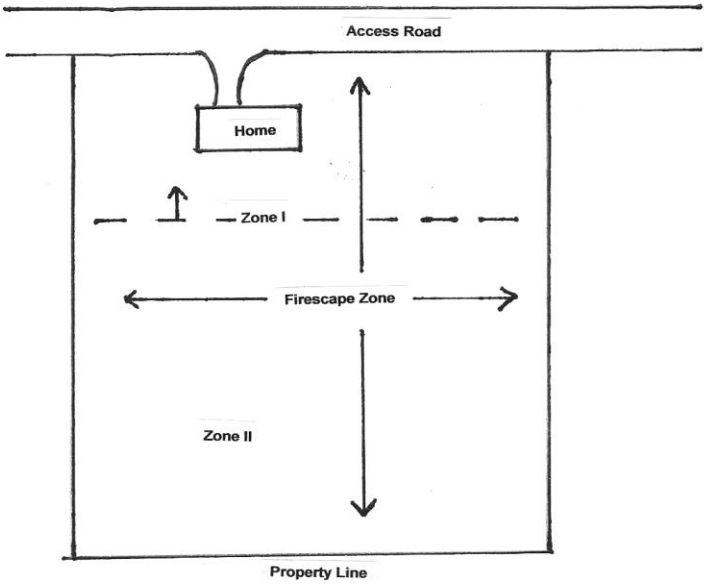 Access Road
Home
Zone I
Firescape Zone
Zone II
Property Line